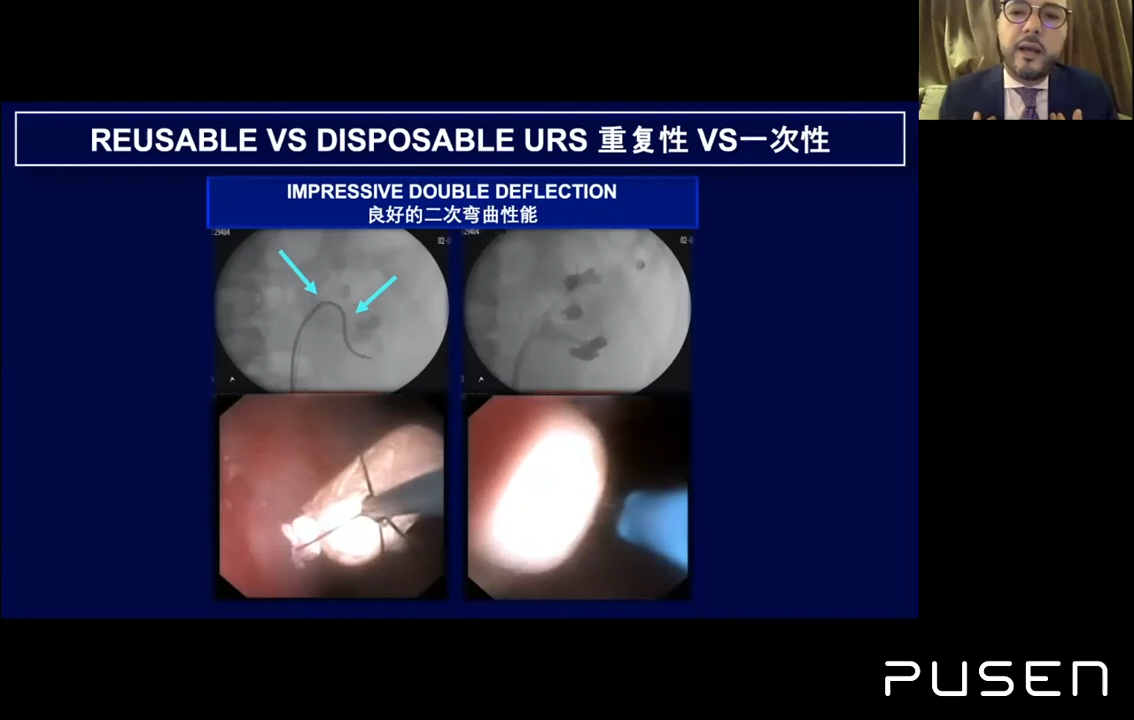 REUSABLE VS DISPOSABLE URS 重复性 VS一次性
IMPRESSIVE DOUBLE DEFLECTION
良好的二次弯曲性能
PUSEN